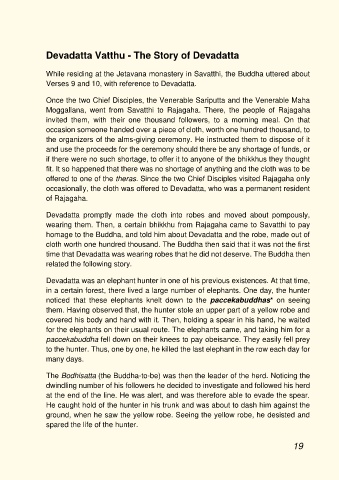 Devadatta Vatthu - The Story of Devadatta
While residing at the Jetavana monastery in Savatthi, the Buddha uttered about
Verses 9 and 10, with reference to Devadatta.
Once the two Chief Disciples, the Venerable Sariputta and the Venerable Maha
Moggallana, went from Savatthi to Rajagaha. There, the people of Rajagaha
invited them, with their one thousand followers, to a morning meal. On that
occasion someone handed over a piece of cloth, worth one hundred thousand, to
the organizers of the alms-giving ceremony. He instructed them to dispose of it
and use the proceeds for the ceremony should there be any shortage of funds, or
if there were no such shortage, to offer it to anyone of the bhikkhus they thought
fit. It so happened that there was no shortage of anything and the cloth was to be
offered to one of the theras. Since the two Chief Disciples visited Rajagaha only
occasionally, the cloth was offered to Devadatta, who was a permanent resident
of Rajagaha.
Devadatta promptly made the cloth into robes and moved about pompously,
wearing them. Then, a certain bhikkhu from Rajagaha came to Savatthi to pay
homage to the Buddha, and told him about Devadatta and the robe, made out of
cloth worth one hundred thousand. The Buddha then said that it was not the first
time that Devadatta was wearing robes that he did not deserve. The Buddha then
related the following story.
Devadatta was an elephant hunter in one of his previous existences. At that time,
in a certain forest, there lived a large number of elephants. One day, the hunter
noticed that these elephants knelt down to the paccekabuddhas* on seeing
them. Having observed that, the hunter stole an upper part of a yellow robe and
covered his body and hand with it. Then, holding a spear in his hand, he waited
for the elephants on their usual route. The elephants came, and taking him for a
paccekabuddha fell down on their knees to pay obeisance. They easily fell prey
to the hunter. Thus, one by one, he killed the last elephant in the row each day for
many days.
The Bodhisatta (the Buddha-to-be) was then the leader of the herd. Noticing the
dwindling number of his followers he decided to investigate and followed his herd
at the end of the line. He was alert, and was therefore able to evade the spear.
He caught hold of the hunter in his trunk and was about to dash him against the
ground, when he saw the yellow robe. Seeing the yellow robe, he desisted and
spared the life of the hunter.
19